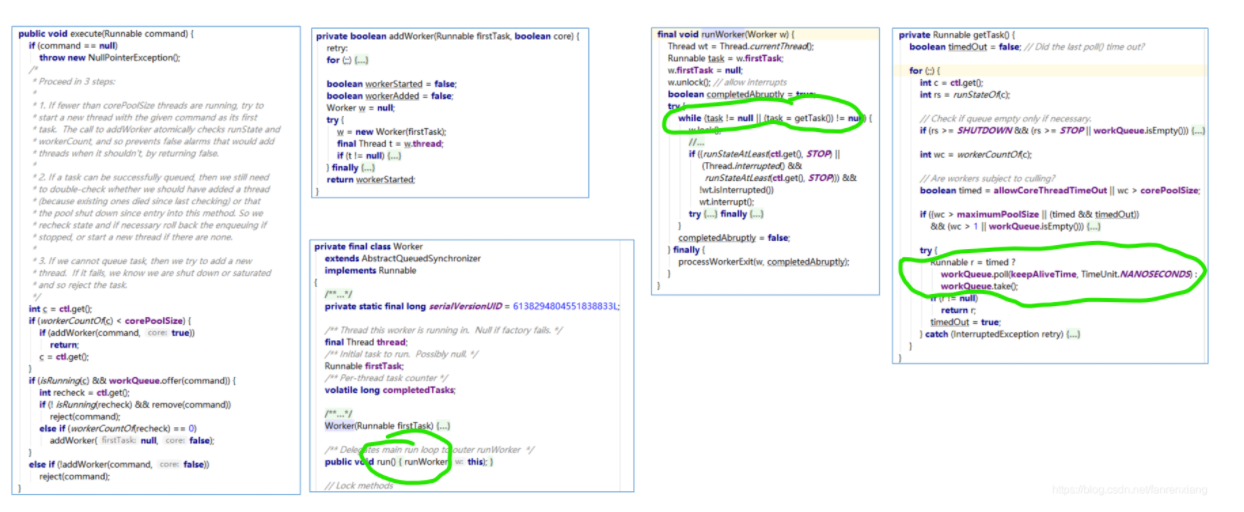 public void execute(Runnable command) {
if (command == null)
throw new NullPointerException();
/*
* Proceed in 3 steps:
*
* 1. If fewer than corePoolSize threads are running, try to
* start a new thread with the given command as its first
* task.  The call to addWorker atomically checks runState and
* workerCount, and so prevents false alarms that would add
* threads when it shouldn't, by returning false.
*
* 2. If a task can be successfully queued, then we still need
* to double-check whether we should have added a thread
* (because existing ones died since last checking) or that
* the pool shut down since entry into this method. So we
* recheck state and if necessary roll back the enqueuing if
* stopped, or start a new thread if there are none.
*
* 3. If we cannot queue task, then we try to add a new
* thread.  If it fails, we know we are shut down or saturated
* and so reject the task.
*/
int c = ctl.get();
if (workerCountOf(c) < corePoolSize) {
if (addWorker(command, core: true))
return;
c = ctl.get();
}
if (isRunning(c) && workQueue.offer(command)) {
int recheck = ctl.get();
if (! isRunning(recheck) && remove(command))
reject(command);
else if (workerCountOf(recheck) == 0)
addWorker( firstTask: null, core: false);
}
else if (!addWorker(command, core: false))
reject(command);
}
private boolean addWorker(Runnable firstTask, boolean core) {
retry:
for (;;) {...}
boolean workerStarted = false;
boolean workerAdded = false;
Worker w = null;
try {
w = new Worker(firstTask);
final Thread t = w.thread;
if (t != null) {...}
} finally {...}
return workerStarted;
}
private final class Worker
extends AbstractQueuedSynchronizer
implements Runnable
{
/**...*/
private static final long serialVersionUID = 6138294804551838833L;
/** Thread this worker is running in.  Null if factory fails. */
final Thread thread;
/** Initial task to run.  Possibly null. */
Runnable firstTask;
/** Per-thread task counter */
volatile long completedTasks;
/**...*/
Worker(Runnable firstTask) {...}
/** Delegates main run loop to outer runWorker  */
public void run() { runWorker( w: this); }
// Lock methods
final void runWorker(Worker w) {
Thread wt = Thread.currentThread();
Runnable task = w.firstTask;
w.firstTask = null;
w.unlock(); // allow interrupts
boolean completedAbruptly = true;
try {
while (task != null || (task = getTask()) != null) {
w.lock();
//...
if ((runStateAtLeast(ctl.get(), STOP) ||
(Thread.interrupted() &&
runStateAtLeast(ctl.get(), STOP))) &&
!wt.isInterrupted())
wt.interrupt();
try {...} finally {...}
}
completedAbruptly = false;
} finally {
processWorkerExit(w, completedAbruptly);
}
}
private Runnable getTask() {
boolean timedOut = false; // Did the last poll() time out?
for (;;) {
int c = ctl.get();
int rs = runStateOf(c);
// Check if queue empty only if necessary.
if (rs >= SHUTDOWN && (rs >= STOP || workQueue.isEmpty())) {...}
int wc = workerCountOf(c);
// Are workers subject to culling?
boolean timed = allowCoreThreadTimeOut || wc > corePoolSize;
if ((wc > maximumPoolSize || (timed && timedOut))
&& (wc > 1 || workQueue.isEmpty())) {...}
try {
Runnable r = timed ?
workQueue.poll(keepAliveTime, TimeUnit.NANOSECONDS) :
workQueue.take();
if (r != null)
return r;
timedOut = true;
} catch (InterruptedException retry) {...}
}
}
https://blog.csdn.net/fanrenxiang